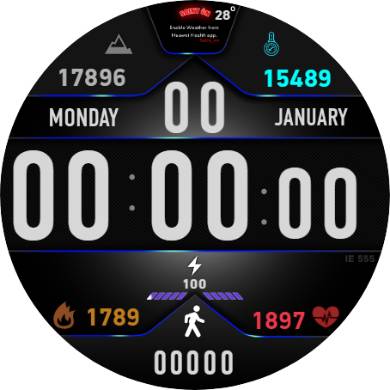 28°
Enable Weather from
Huawei Health app.
17896
15489
00
MONDAY
JANUARY
00:00:00
IE 555
100
1789
1897
00000